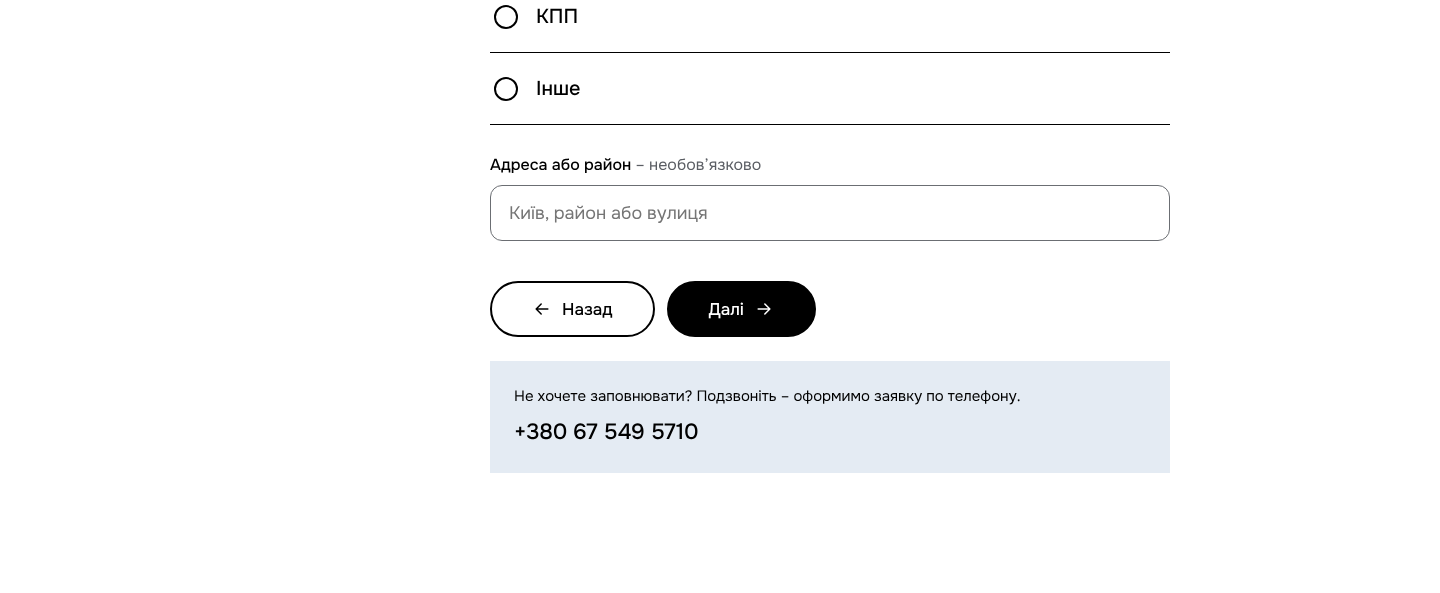 КПП
Інше
Адреса або район – необов’язково
Київ, район або вулиця
← Назад
Далі →
Не хочете заповнювати? Подзвоніть – оформимо заявку по телефону.
+380 67 549 5710